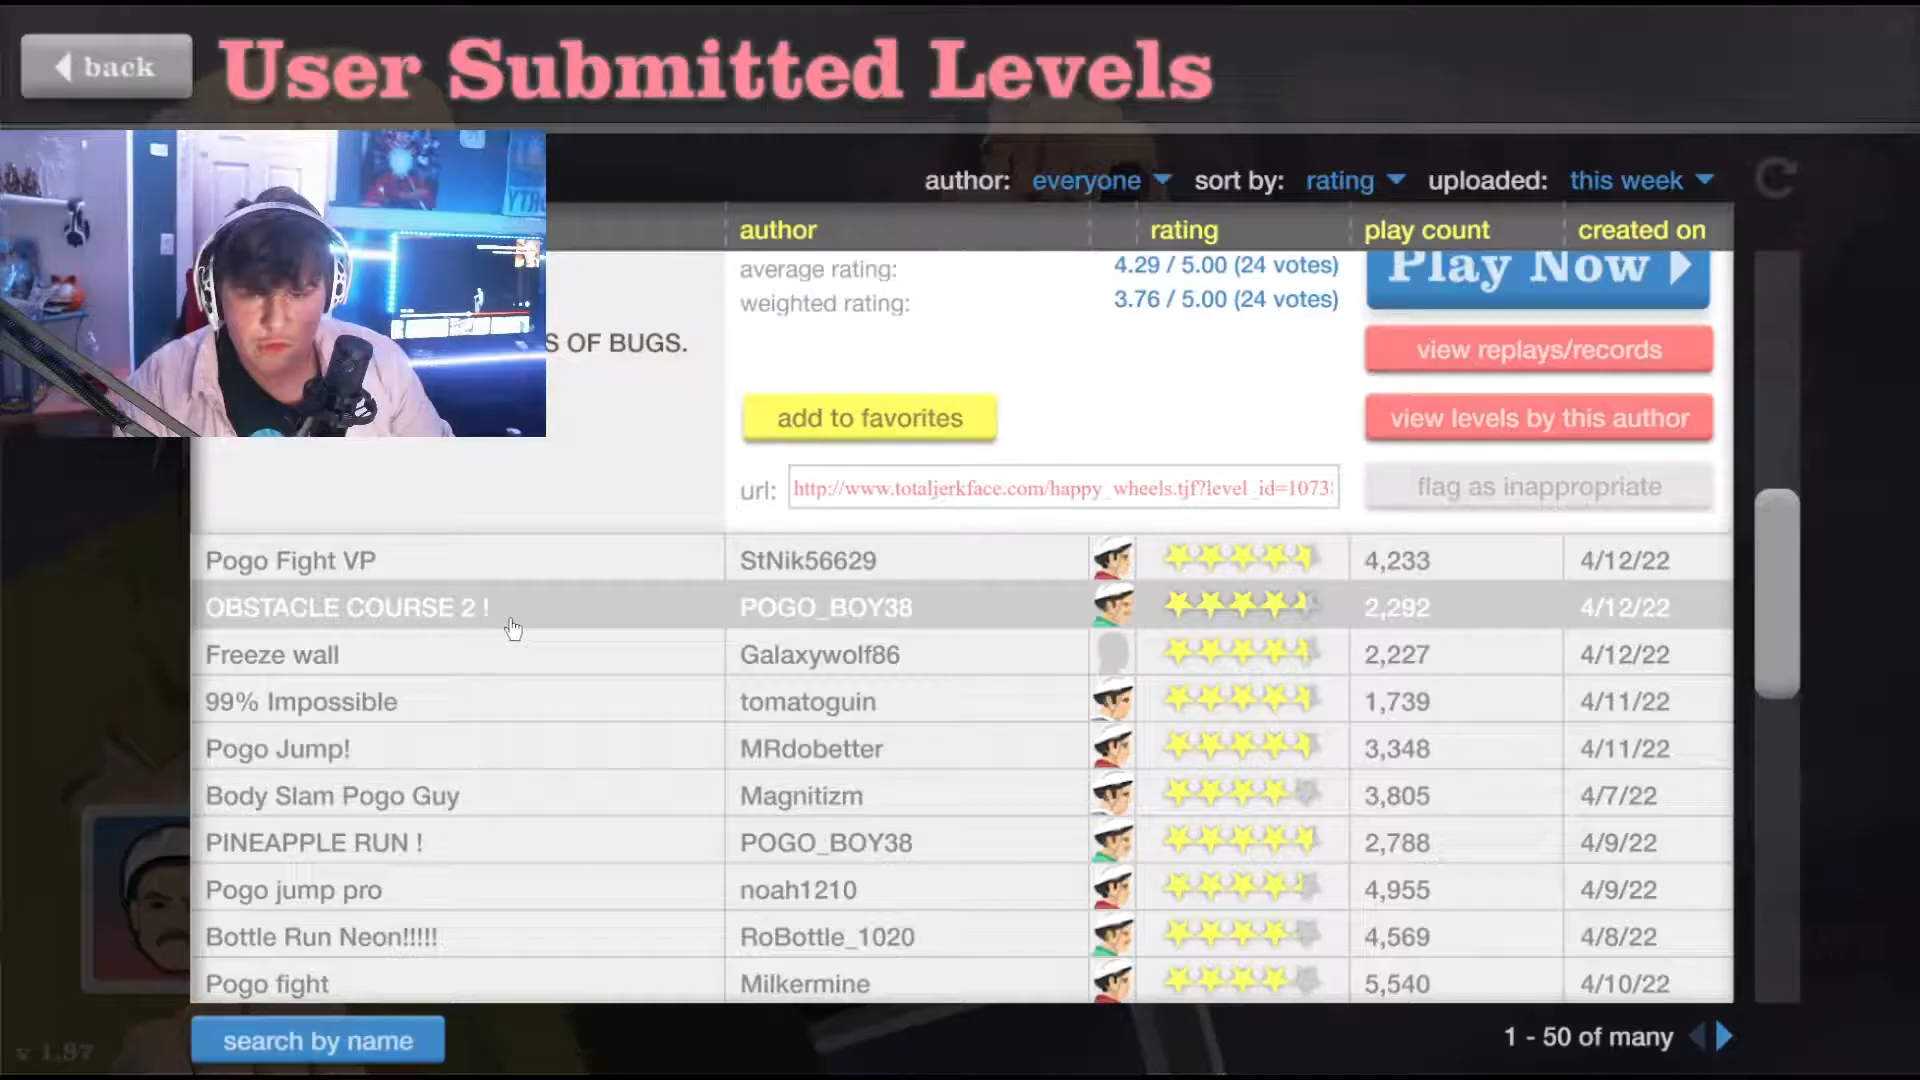 back
User Submitted Levels
author: everyone sort by: rating uploaded: this week
author rating play count created on
average rating: 4.29 / 5.00 (24 votes)
weighted rating: 3.76 / 5.00 (24 votes)
Play Now
view replays/records
S OF BUGS.
add to favorites
view levels by this author
url: http://www.totaljerkface.com/happy_wheels.tjf?level_id=1073
flag as inappropriate
Pogo Fight VP StNik56629 4,233 4/12/22
OBSTACLE COURSE 2 ! POGO_BOY38 2,292 4/12/22
Freeze wall Galaxywolf86 2,227 4/12/22
99% Impossible tomatoguin 1,739 4/11/22
Pogo Jump! MRdobetter 3,348 4/11/22
Body Slam Pogo Guy Magnitizm 3,805 4/7/22
PINEAPPLE RUN ! POGO_BOY38 2,788 4/9/22
Pogo jump pro noah1210 4,955 4/9/22
Bottle Run Neon!!!!! RoBottle_1020 4,569 4/8/22
Pogo fight Milkermine 5,540 4/10/22
search by name
1 - 50 of many
v 1.87